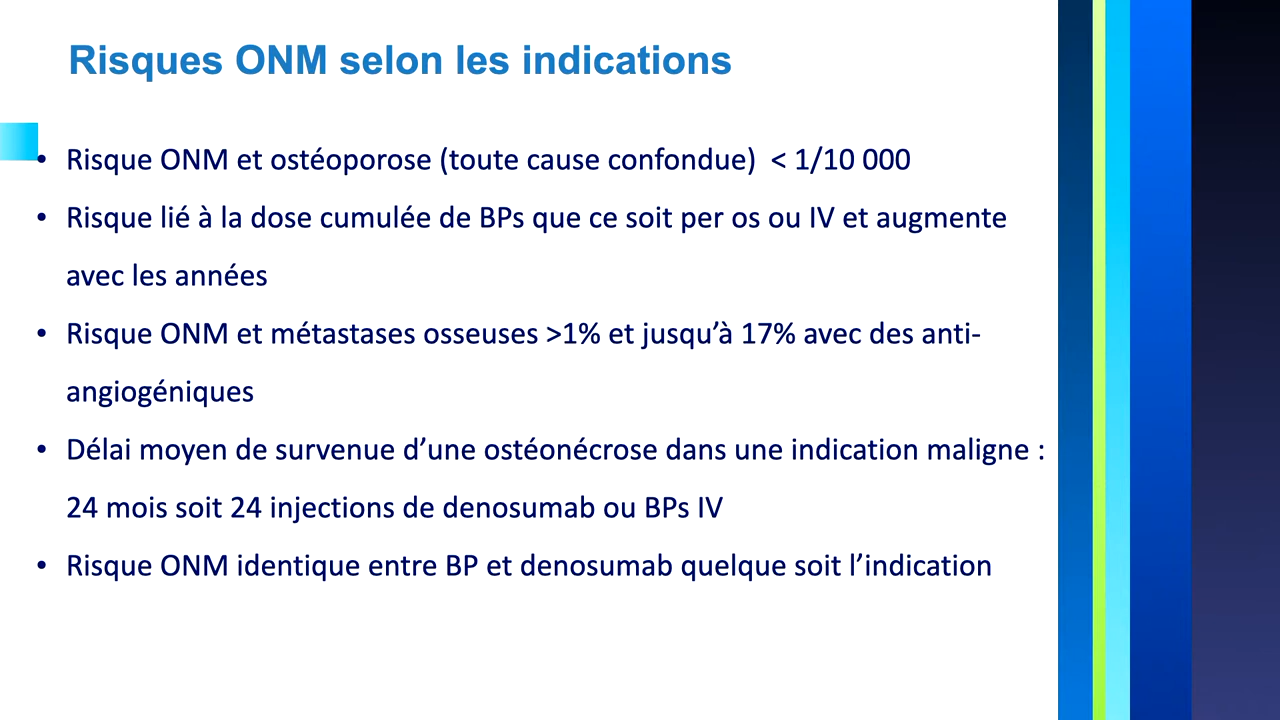 Risques ONM selon les indications
• Risque ONM et ostéoporose (toute cause confondue) < 1/10 000
• Risque lié à la dose cumulée de BPs que ce soit per os ou IV et augmente
avec les années
• Risque ONM et métastases osseuses >1% et jusqu’à 17% avec des anti-
angiogéniques
• Délai moyen de survenue d’une ostéonécrose dans une indication maligne :
24 mois soit 24 injections de denosumab ou BPs IV
• Risque ONM identique entre BP et denosumab quelque soit l’indication